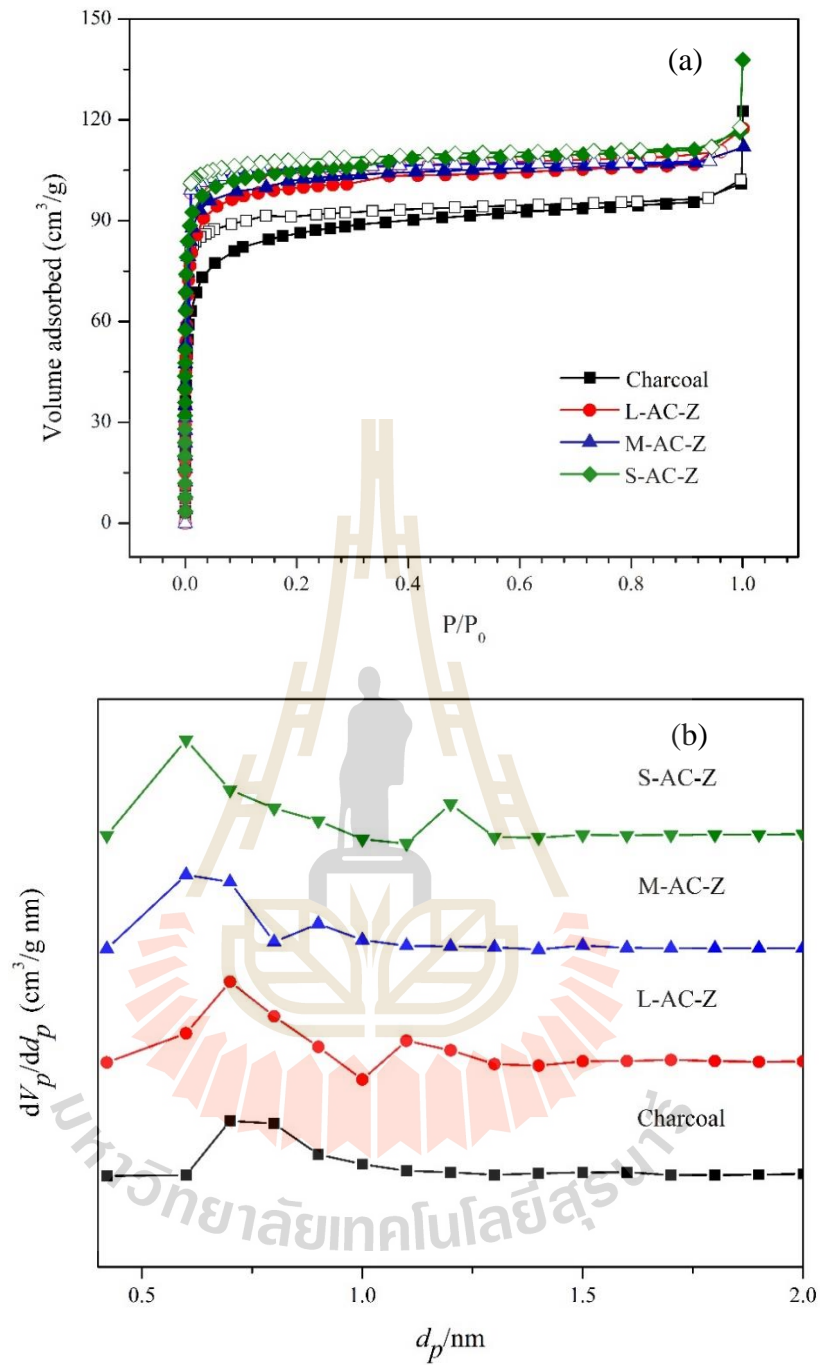 150
120
90
60
30
0
Volume adsorbed (cm³/g)
(a)
Charcoal
L-AC-Z
M-AC-Z
S-AC-Z
0.0 0.2 0.4 0.6 0.8 1.0
P/P₀
(b)
S-AC-Z
M-AC-Z
L-AC-Z
Charcoal
dVp/ddp (cm³/g nm)
มหาวิทยาลัยเทคโนโลยีสุรนารี
0.5 1.0 1.5 2.0
dp/nm